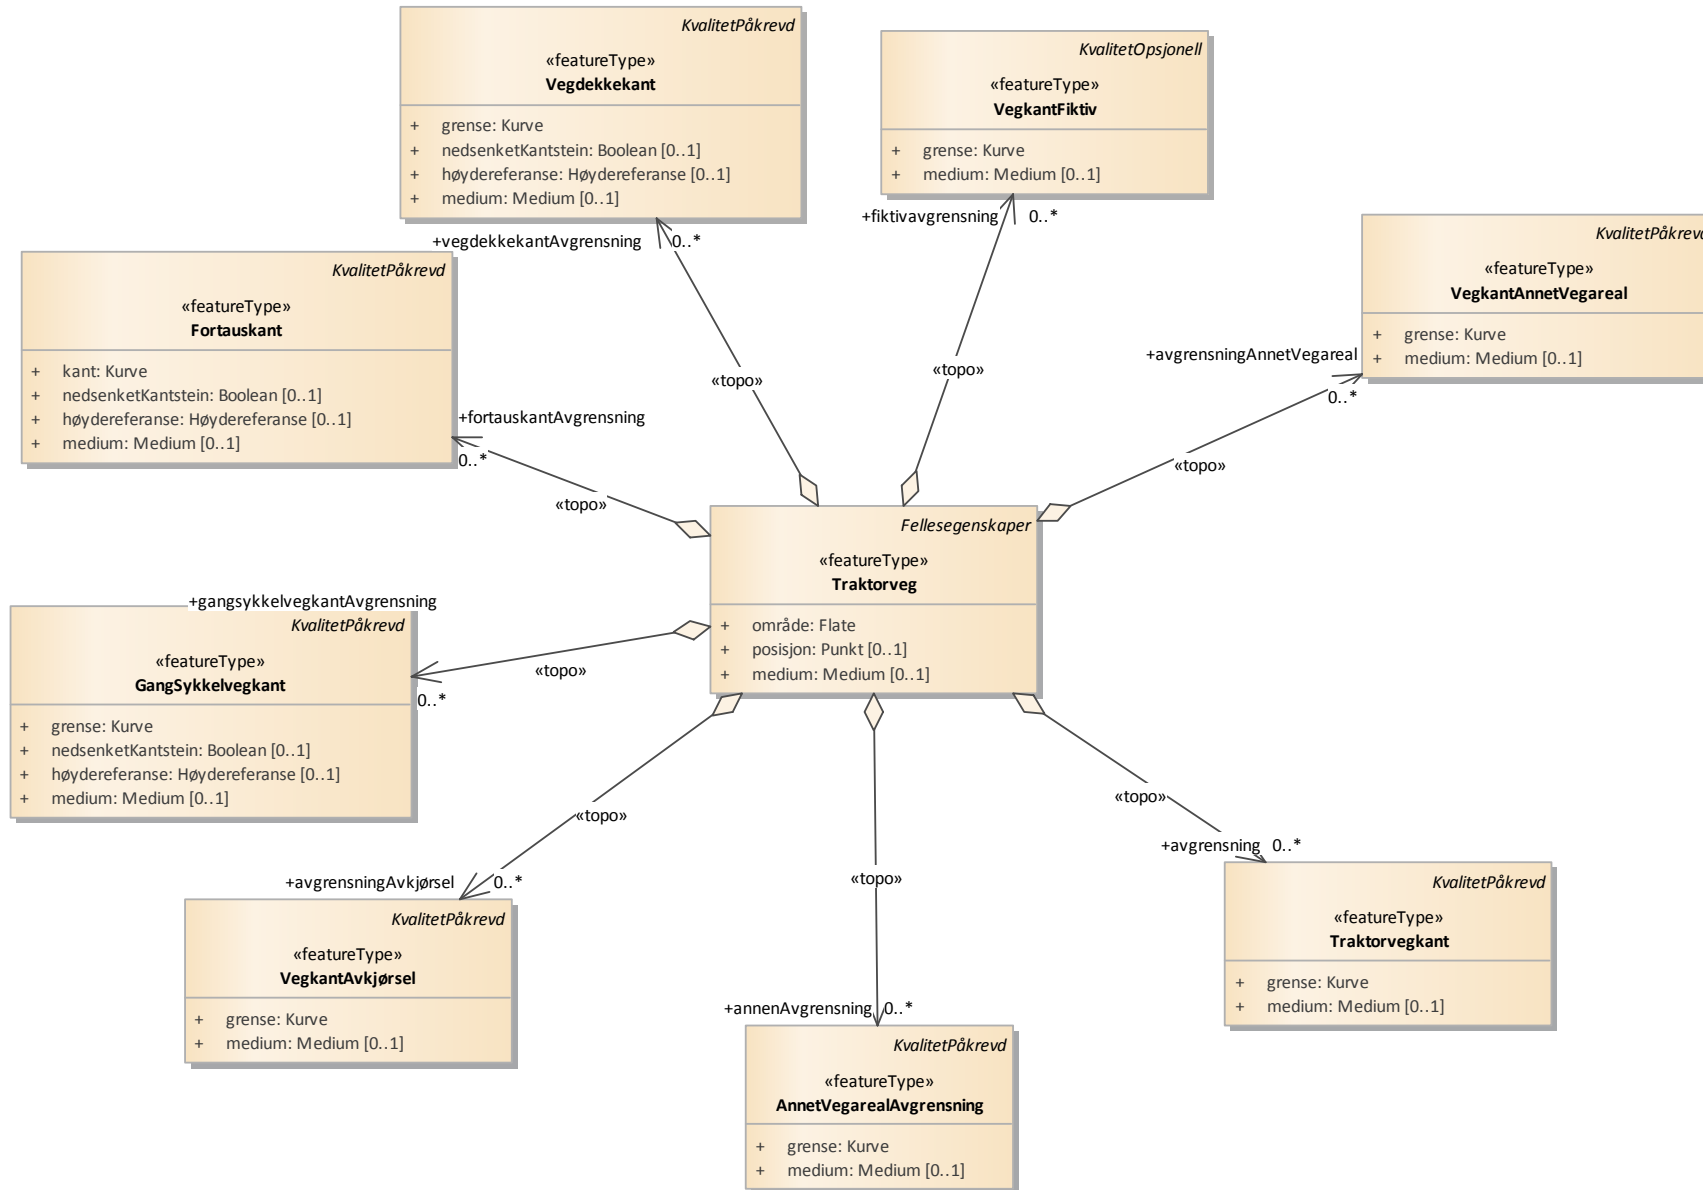 KvalitetPåkrevd
«featureType»
Vegdekkekant
+ grense: Kurve
+ nedsenketKantstein: Boolean [0..1]
+ høydereferanse: Høydereferanse [0..1]
+ medium: Medium [0..1]
KvalitetOpsjonell
«featureType»
VegkantFiktiv
+ grense: Kurve
+ medium: Medium [0..1]
+vegdekkekantAvgrensning 0..*
+fiktivavgrensning 0..*
KvalitetPåkrevd
«featureType»
VegkantAnnetVegareal
+ grense: Kurve
+ medium: Medium [0..1]
+avgrensningAnnetVegareal
0..*
KvalitetPåkrevd
«featureType»
Fortauskant
+ kant: Kurve
+ nedsenketKantstein: Boolean [0..1]
+ høydereferanse: Høydereferanse [0..1]
+ medium: Medium [0..1]
+fortauskantAvgrensning
0..*
«topo»
«topo»
«topo»
«topo»
Fellesegenskaper
«featureType»
Traktorveg
+ område: Flate
+ posisjon: Punkt [0..1]
+ medium: Medium [0..1]
+gangsykkelvegkantAvgrensning
KvalitetPåkrevd
«featureType»
GangSykkelvegkant
+ grense: Kurve
+ nedsenketKantstein: Boolean [0..1]
+ høydereferanse: Høydereferanse [0..1]
+ medium: Medium [0..1]
0..*
«topo»
«topo»
«topo»
«topo»
+avgrensningAvkjørsel 0..*
KvalitetPåkrevd
«featureType»
VegkantAvkjørsel
+ grense: Kurve
+ medium: Medium [0..1]
+avgrensning 0..*
KvalitetPåkrevd
«featureType»
Traktorvegkant
+ grense: Kurve
+ medium: Medium [0..1]
+annenAvgrensning 0..*
KvalitetPåkrevd
«featureType»
AnnetVegarealAvgrensning
+ grense: Kurve
+ medium: Medium [0..1]